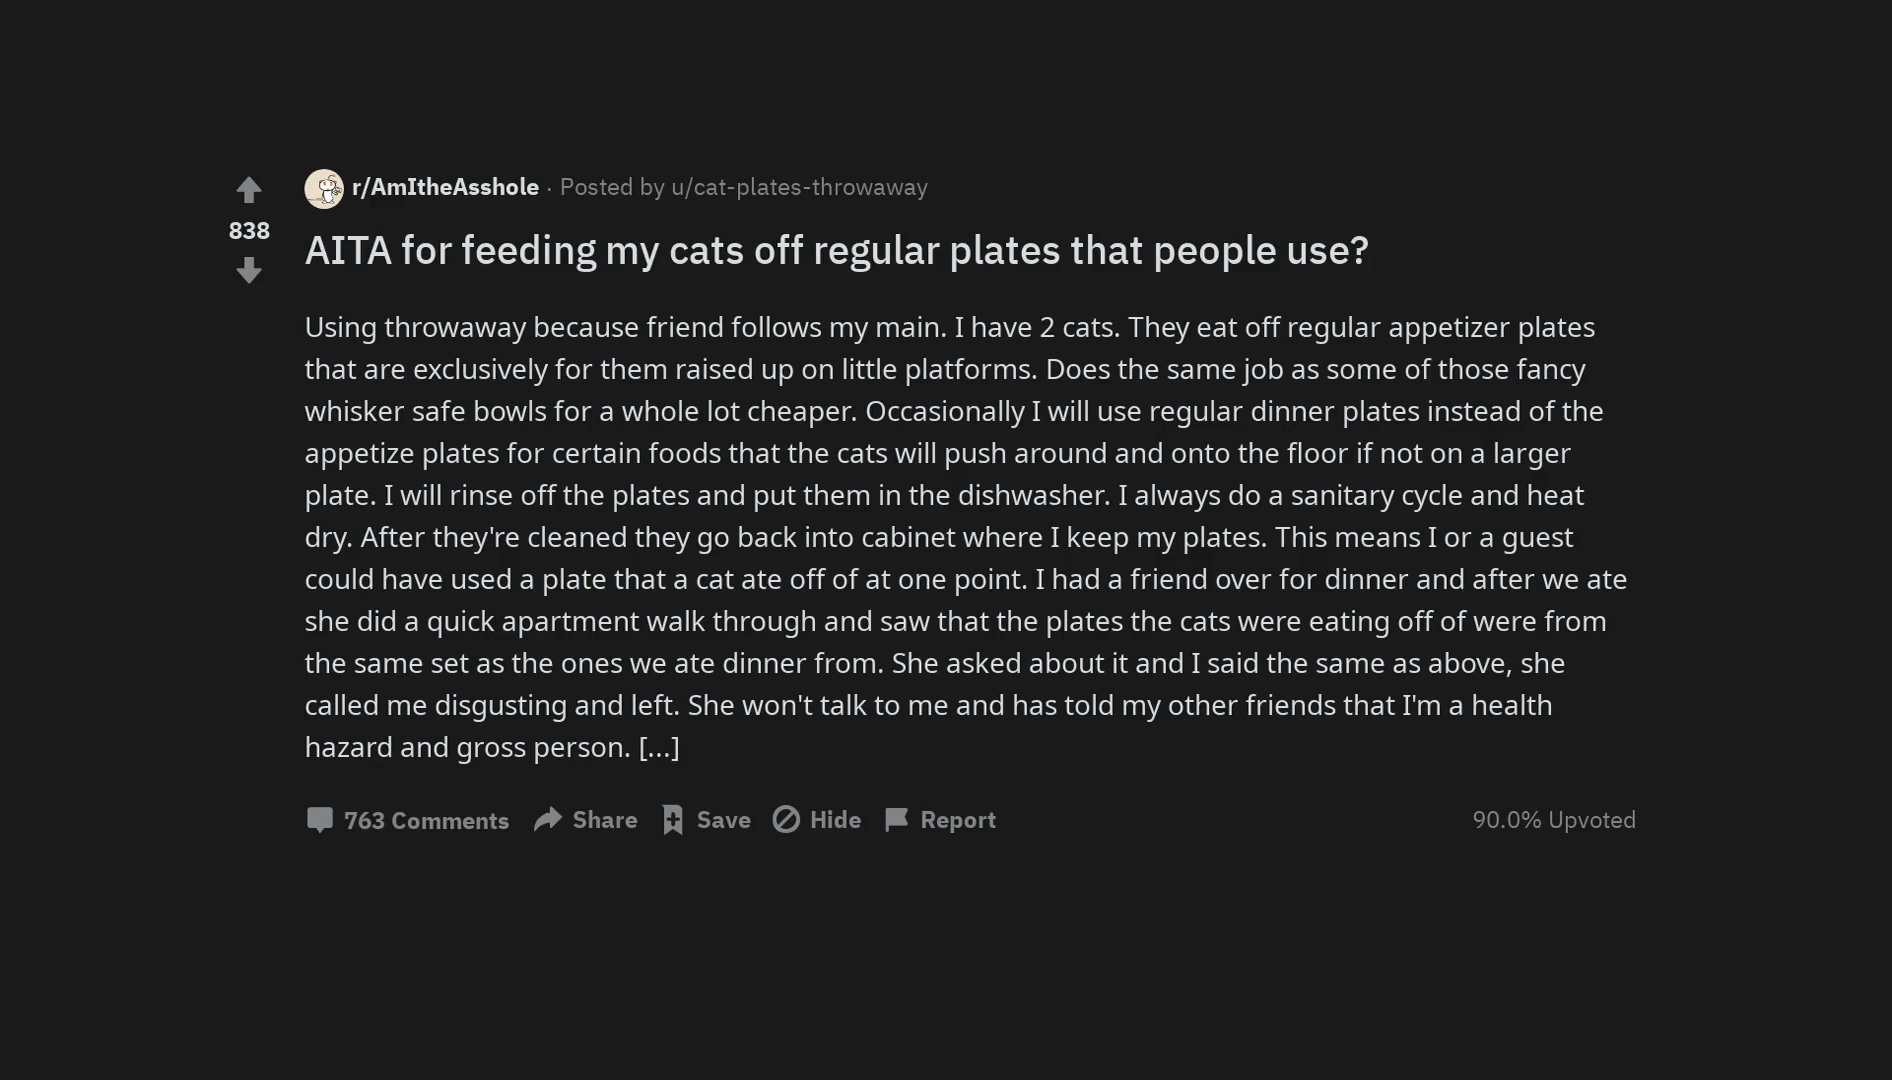 r/AmItheAsshole · Posted by u/cat-plates-throwaway
838
AITA for feeding my cats off regular plates that people use?
Using throwaway because friend follows my main. I have 2 cats. They eat off regular appetizer plates
that are exclusively for them raised up on little platforms. Does the same job as some of those fancy
whisker safe bowls for a whole lot cheaper. Occasionally I will use regular dinner plates instead of the
appetize plates for certain foods that the cats will push around and onto the floor if not on a larger
plate. I will rinse off the plates and put them in the dishwasher. I always do a sanitary cycle and heat
dry. After they're cleaned they go back into cabinet where I keep my plates. This means I or a guest
could have used a plate that a cat ate off of at one point. I had a friend over for dinner and after we ate
she did a quick apartment walk through and saw that the plates the cats were eating off of were from
the same set as the ones we ate dinner from. She asked about it and I said the same as above, she
called me disgusting and left. She won't talk to me and has told my other friends that I'm a health
hazard and gross person. [...]
763 Comments Share Save Hide Report 90.0% Upvoted